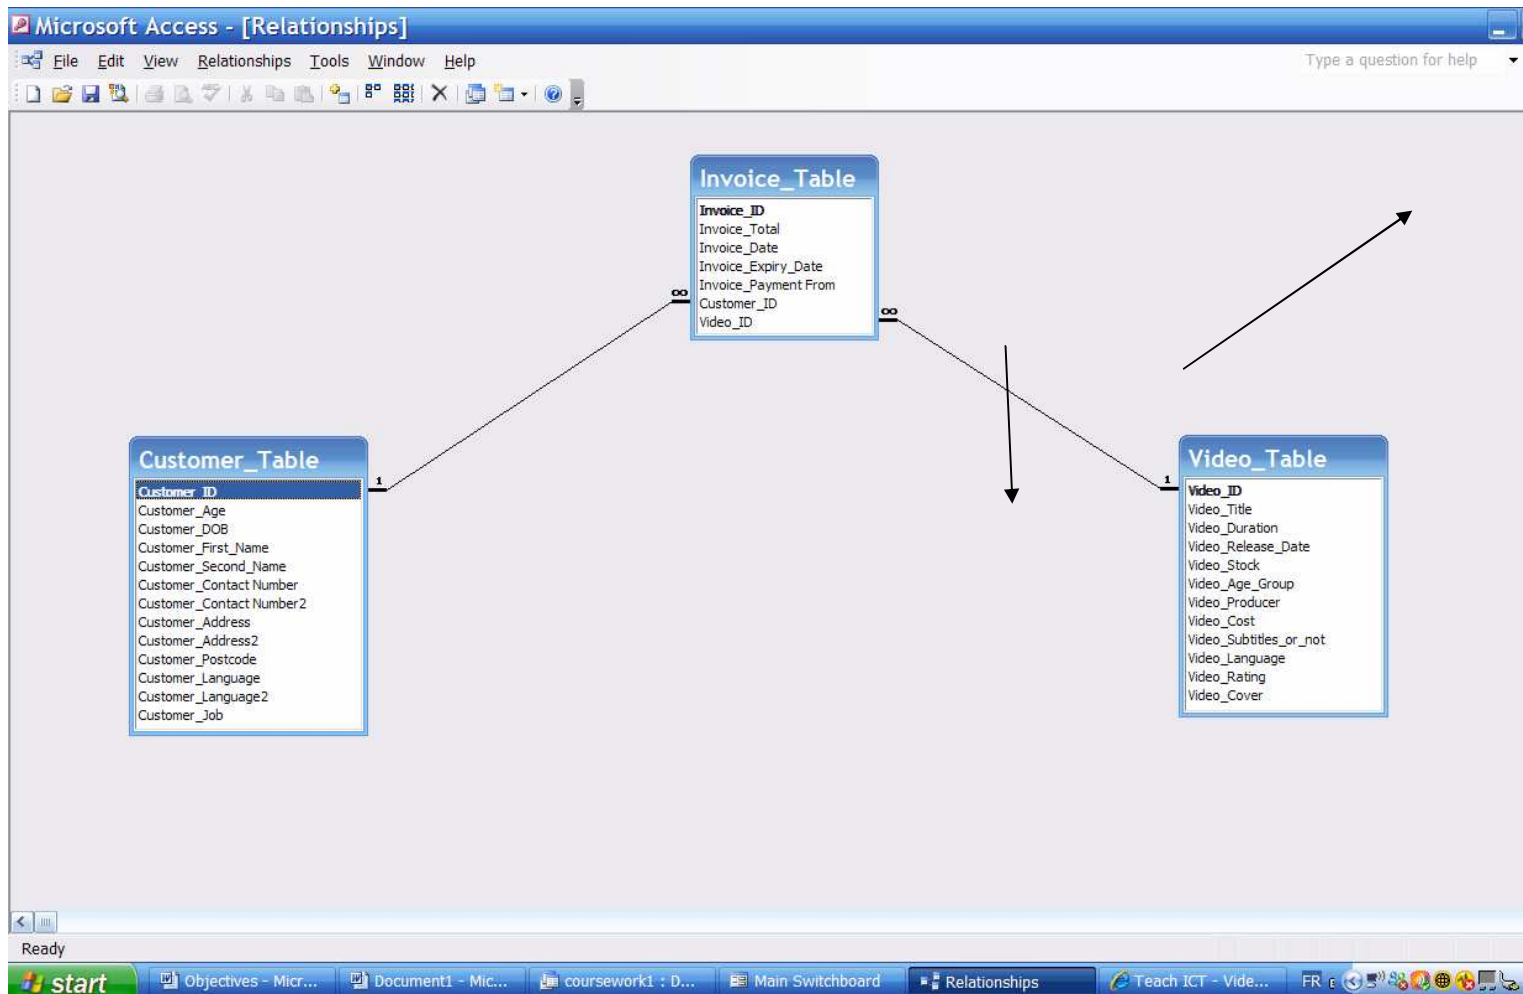 Microsoft Access - [Relationships]
File Edit View Relationships Tools Window Help
Type a question for help
Invoice_Table
Invoice_ID
Invoice_Total
Invoice_Date
Invoice_Expiry_Date
Invoice_Payment From
Customer_ID
Video_ID
∞
∞
Customer_Table
Customer_ID
Customer_Age
Customer_DOB
Customer_First_Name
Customer_Second_Name
Customer_Contact Number
Customer_Contact Number2
Customer_Address
Customer_Address2
Customer_Postcode
Customer_Language
Customer_Language2
Customer_Job
1
1
Video_Table
Video_ID
Video_Title
Video_Duration
Video_Release_Date
Video_Stock
Video_Age_Group
Video_Producer
Video_Cost
Video_Subtitles_or_not
Video_Language
Video_Rating
Video_Cover
Ready
start Objectives - Micr... Document1 - Mic... coursework1 : D... Main Switchboard Relationships Teach ICT - Vide... FR